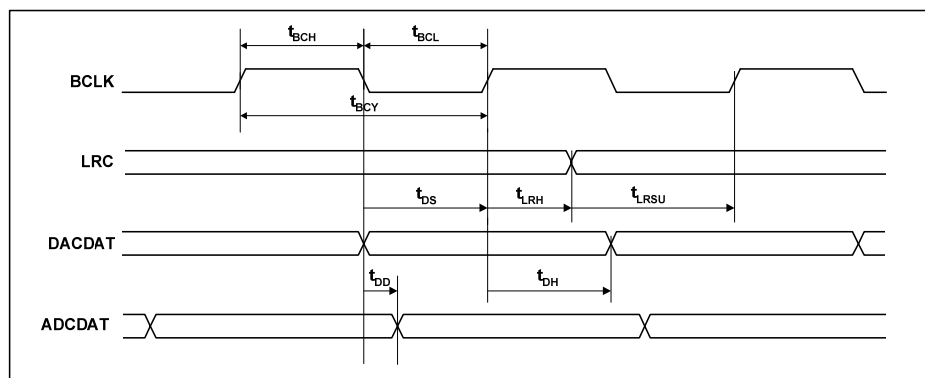 tBCH tBCL
BCLK
tBCY
LRC
tDS tLRH tLRSU
DACDAT
tDD tDH
ADCDAT